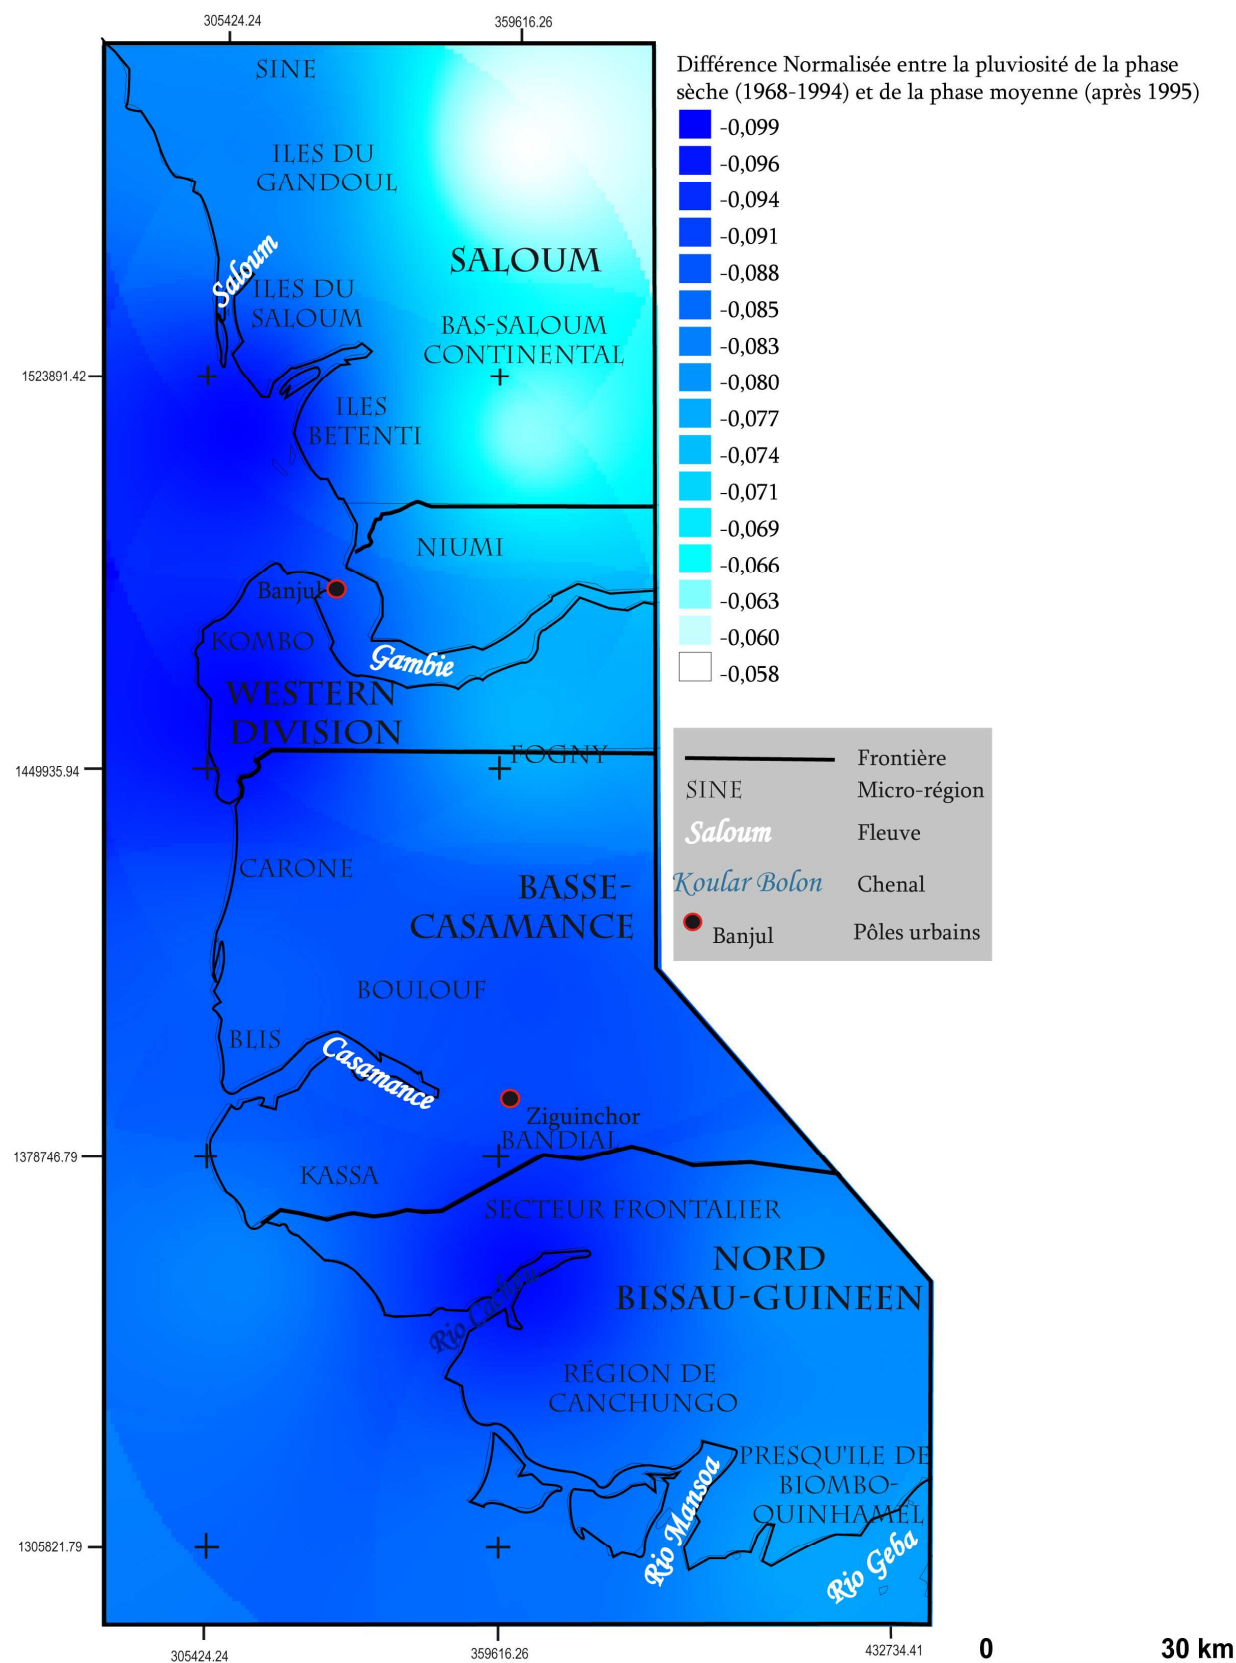 305424.24
359616.26
SINE
ILES DU
GANDOUL
Saloum
SALOUM
ILES DU
SALOUM
BAS-SALOUM
CONTINENTAL
1523891.42
ILES
BETENTI
NIUMI
Banjul
KOMBO
Gambie
WESTERN
DIVISION
FOGNY
1449935.94
CARONE
BASSE-
CASAMANCE
BOULOUF
BLIS
Casamance
Ziguinchor
BANDIAL
1378746.79
KASSA
SECTEUR FRONTALIER
NORD
BISSAU-GUINEEN
Rio Cacheu
RÉGION DE
CANCHUNGO
PRESQU'ILE DE
BIOMBO-
QUINHAMEL
Rio Mansoa
Rio Geba
1305821.79
305424.24
359616.26
432734.41
0 30 km
Différence Normalisée entre la pluviosité de la phase
sèche (1968-1994) et de la phase moyenne (après 1995)
-0,099
-0,096
-0,094
-0,091
-0,088
-0,085
-0,083
-0,080
-0,077
-0,074
-0,071
-0,069
-0,066
-0,063
-0,060
-0,058
Frontière
SINE Micro-région
Saloum Fleuve
Koular Bolon Chenal
Banjul Pôles urbains